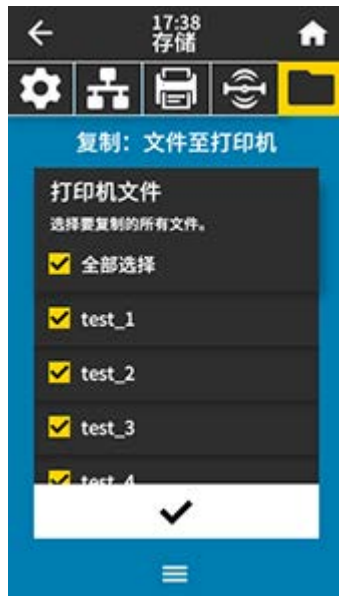 17:38
存储
复制：文件至打印机
打印机文件
选择要复制的所有文件。
全部选择
test_1
test_2
test_3
test_4